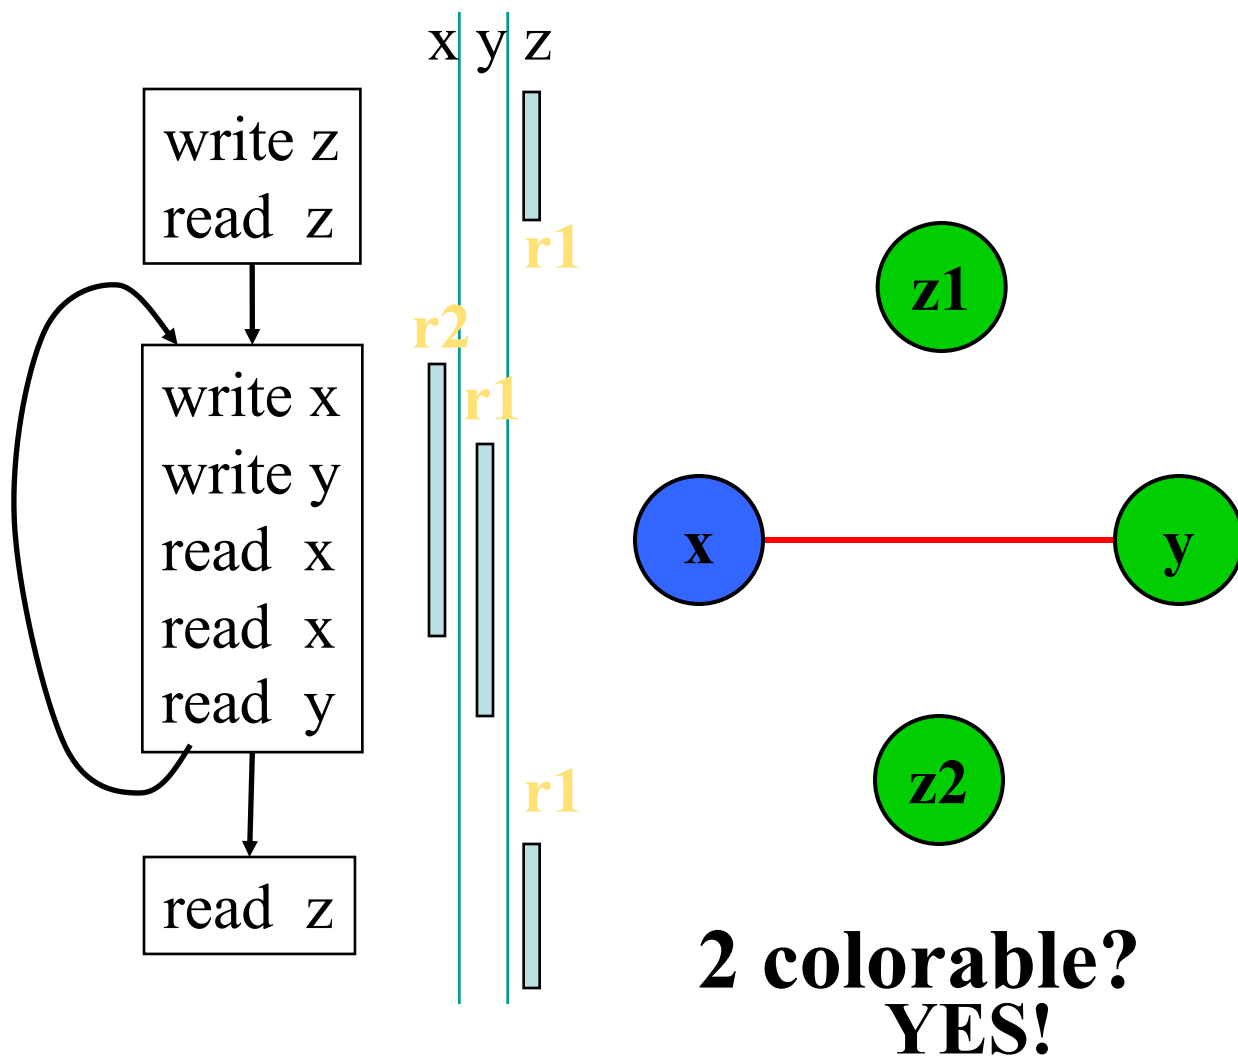 x y z
write z
read z
r1
z1
r2
write x
r1
write y
read x
x
y
read x
read y
z2
r1
read z
2 colorable?
YES!